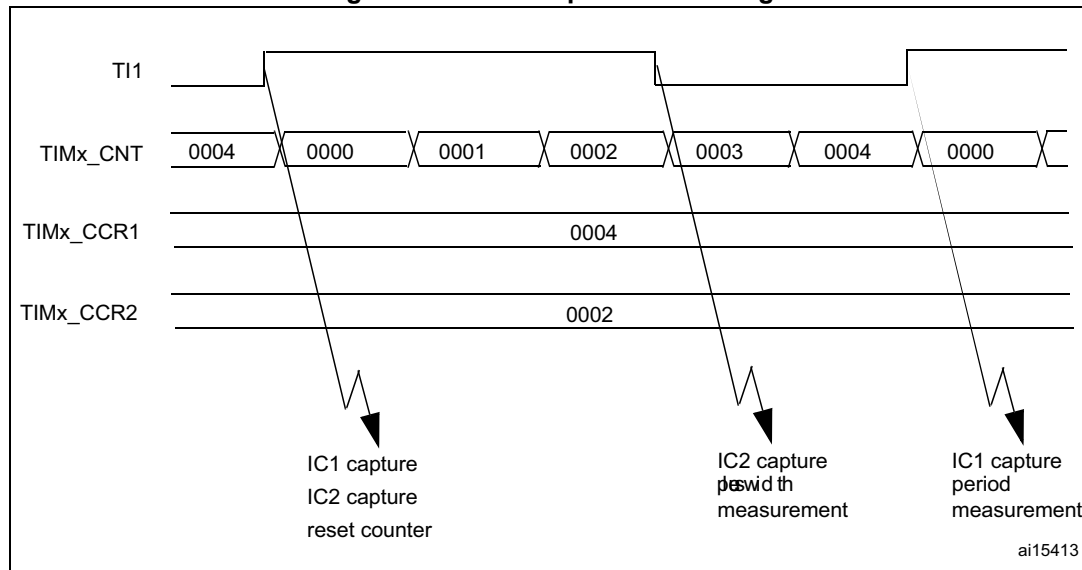 TI1
TIMx_CNT 0004 0000 0001 0002 0003 0004 0000
TIMx_CCR1 0004
TIMx_CCR2 0002
IC1 capture
IC2 capture
reset counter
IC2 capture
measurement
IC1 capture
period
measurement
ai15413